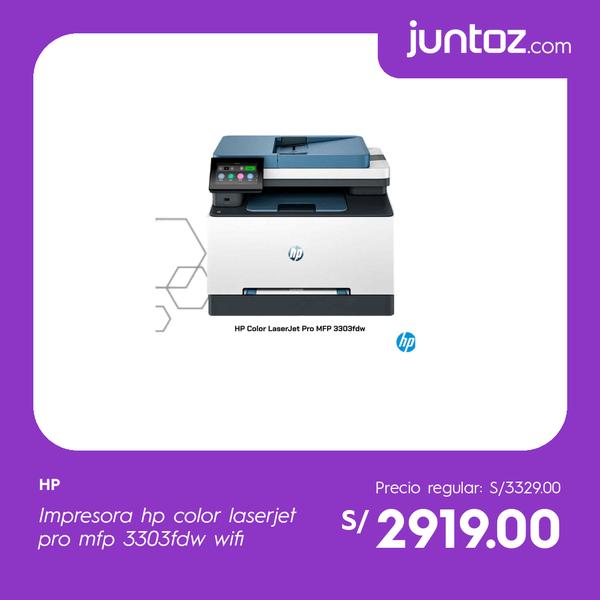 juntoz.com
hp
HP Color LaserJet Pro MFP 3303fdw
hp
HP
Impresora hp color laserjet
pro mfp 3303fdw wifi
Precio regular: S/3329.00
S/ 2919.00